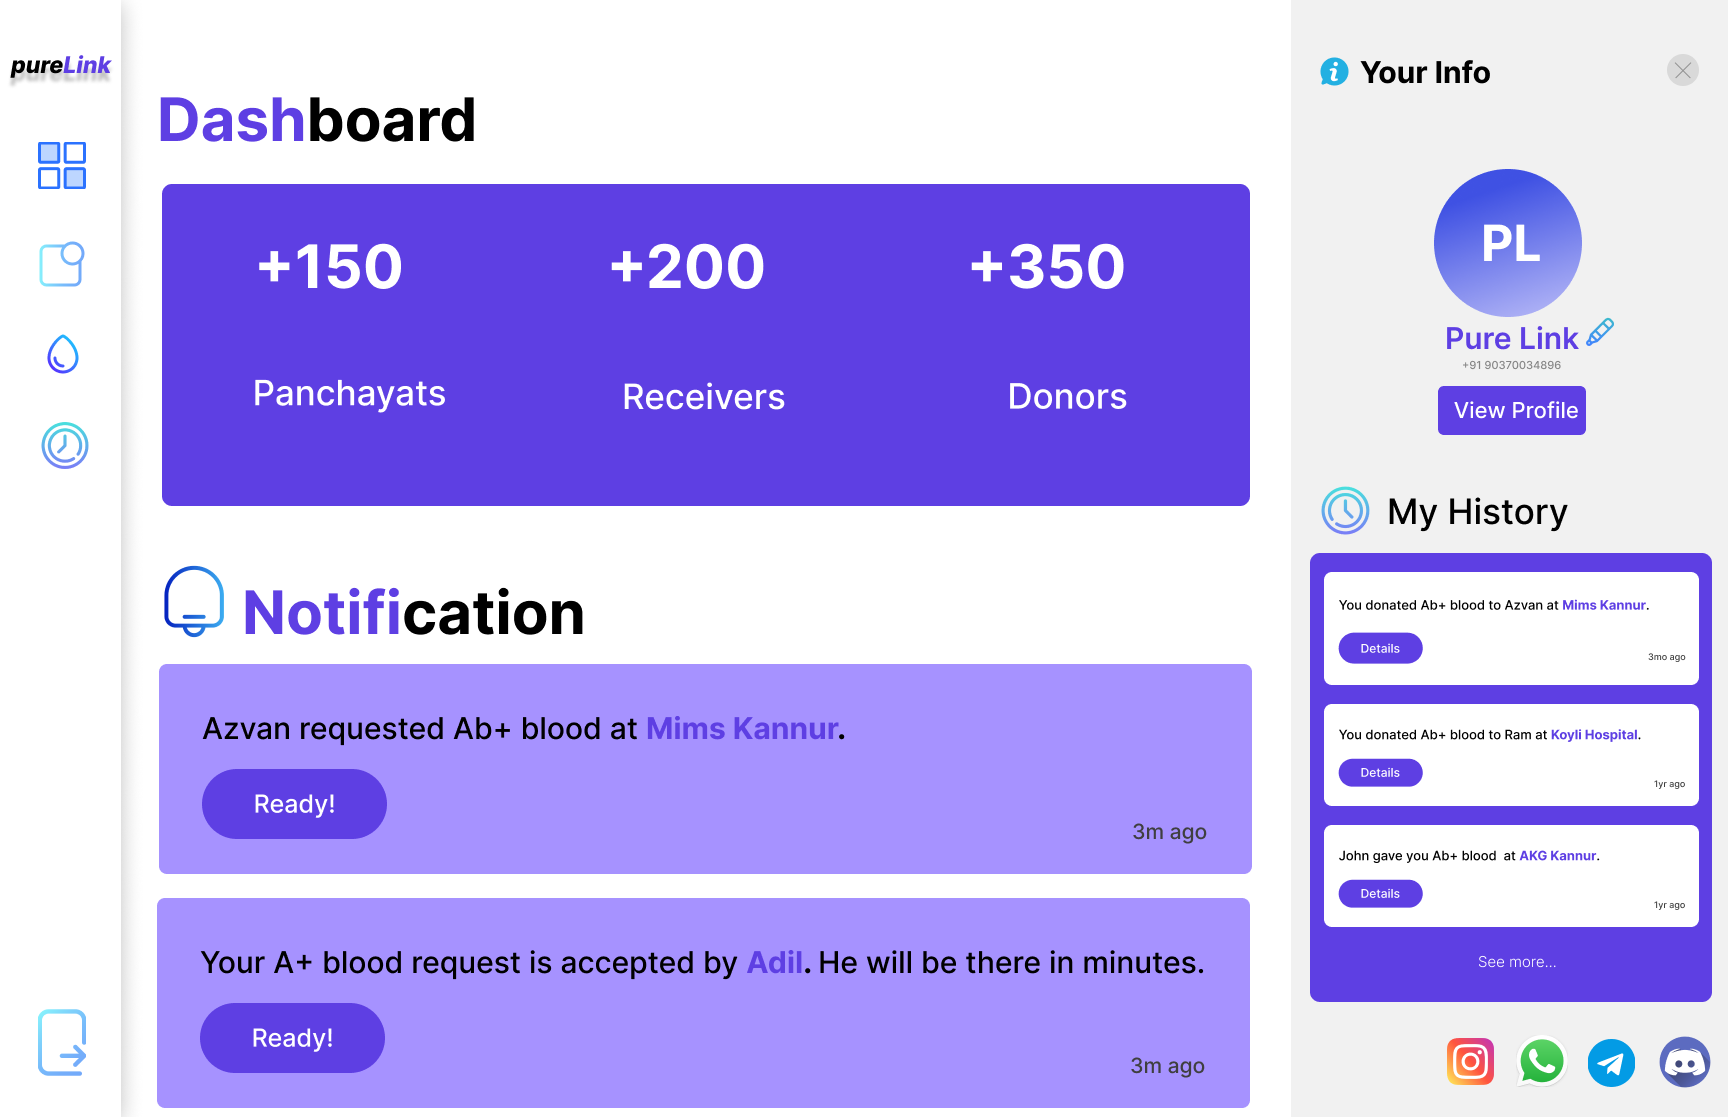 pureLink
Dashboard
+150
+200
+350
Panchayats
Receivers
Donors
Notification
Azvan requested Ab+ blood at Mims Kannur.
Ready!
3m ago
Your A+ blood request is accepted by Adil. He will be there in minutes.
Ready!
3m ago
Your Info
PL
Pure Link
+91 90370034896
View Profile
My History
You donated Ab+ blood to Azvan at Mims Kannur.
Details
3mo ago
You donated Ab+ blood to Ram at Koyli Hospital.
Details
1yr ago
John gave you Ab+ blood  at AKG Kannur.
Details
1yr ago
See more...